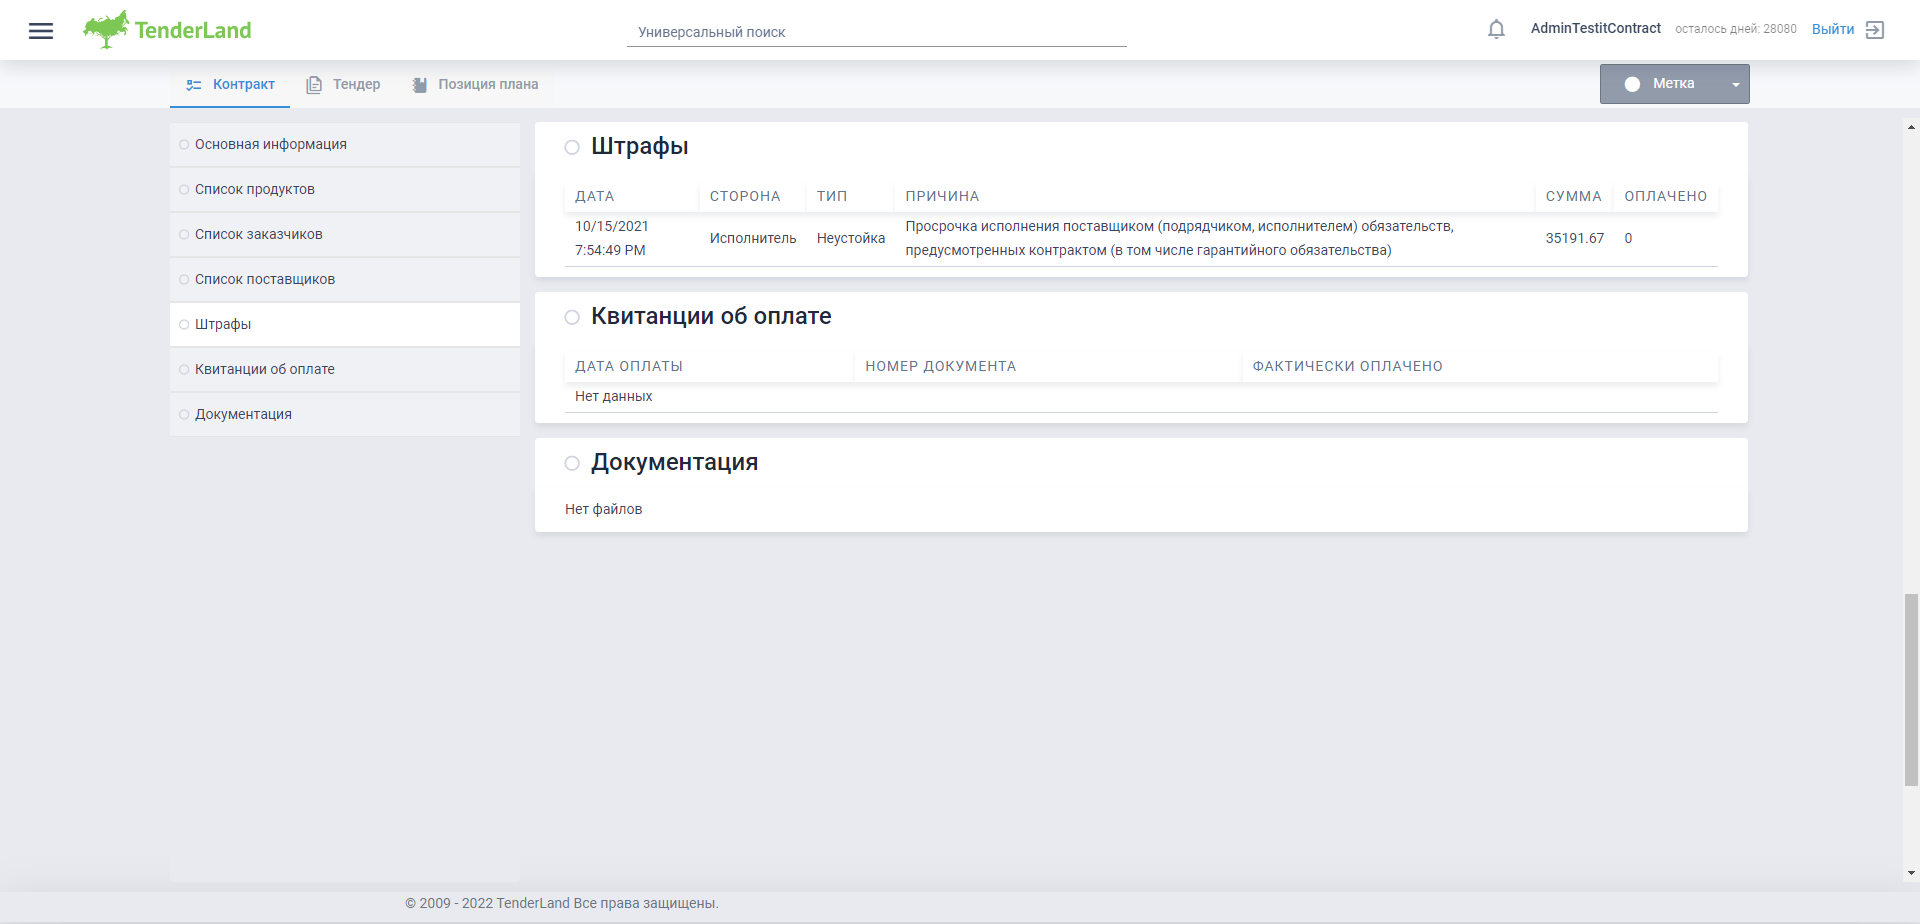 TenderLand
Универсальный поиск
AdminTestitContract осталось дней: 28080 Выйти
Контракт Тендер Позиция плана
Метка
Основная информация
Список продуктов
Список заказчиков
Список поставщиков
Штрафы
Квитанции об оплате
Документация
Штрафы
ДАТА СТОРОНА ТИП ПРИЧИНА СУММА ОПЛАЧЕНО
10/15/2021
7:54:49 PM
Исполнитель Неустойка
Просрочка исполнения поставщиком (подрядчиком, исполнителем) обязательств,
предусмотренных контрактом (в том числе гарантийного обязательства)
35191.67 0
Квитанции об оплате
ДАТА ОПЛАТЫ НОМЕР ДОКУМЕНТА ФАКТИЧЕСКИ ОПЛАЧЕНО
Нет данных
Документация
Нет файлов
© 2009 - 2022 TenderLand Все права защищены.